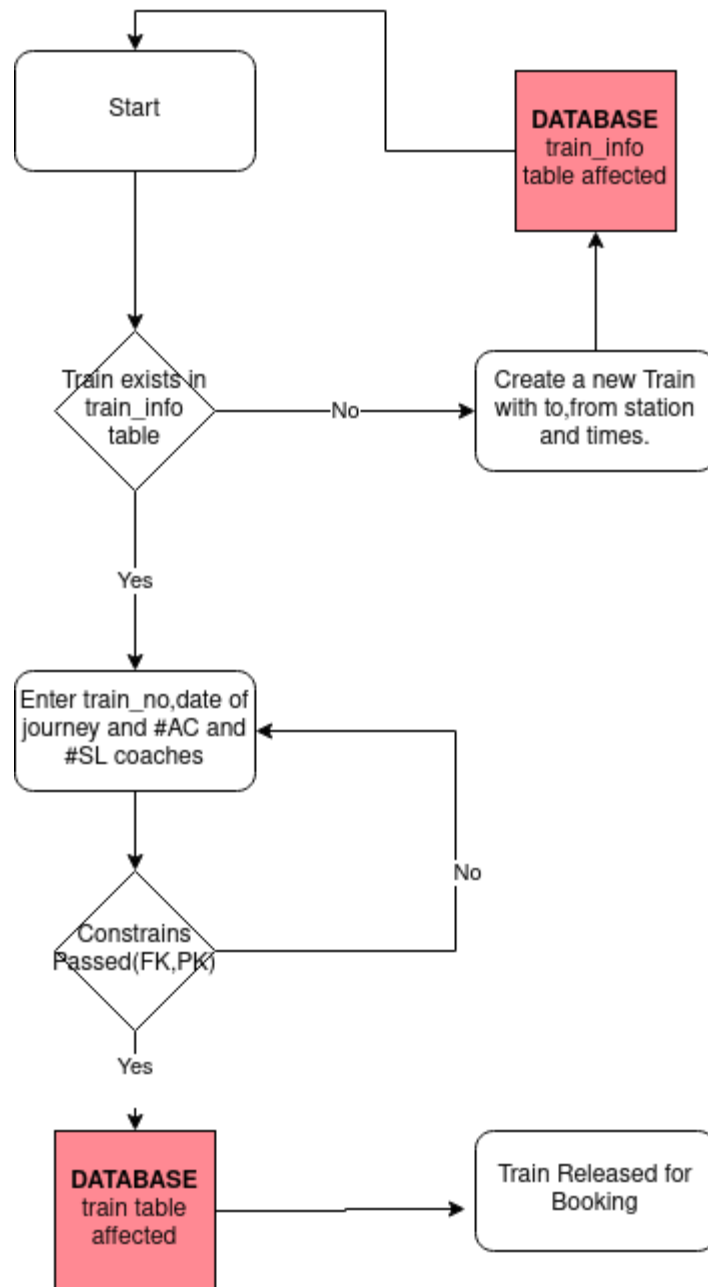 Start
DATABASE
train_info
table affected
Train exists in
train_info
table
No
Create a new Train
with to,from station
and times.
Yes
Enter train_no,date of
journey and #AC and
#SL coaches
No
Constrains
Passed(FK,PK)
Yes
DATABASE
train table
affected
Train Released for
Booking